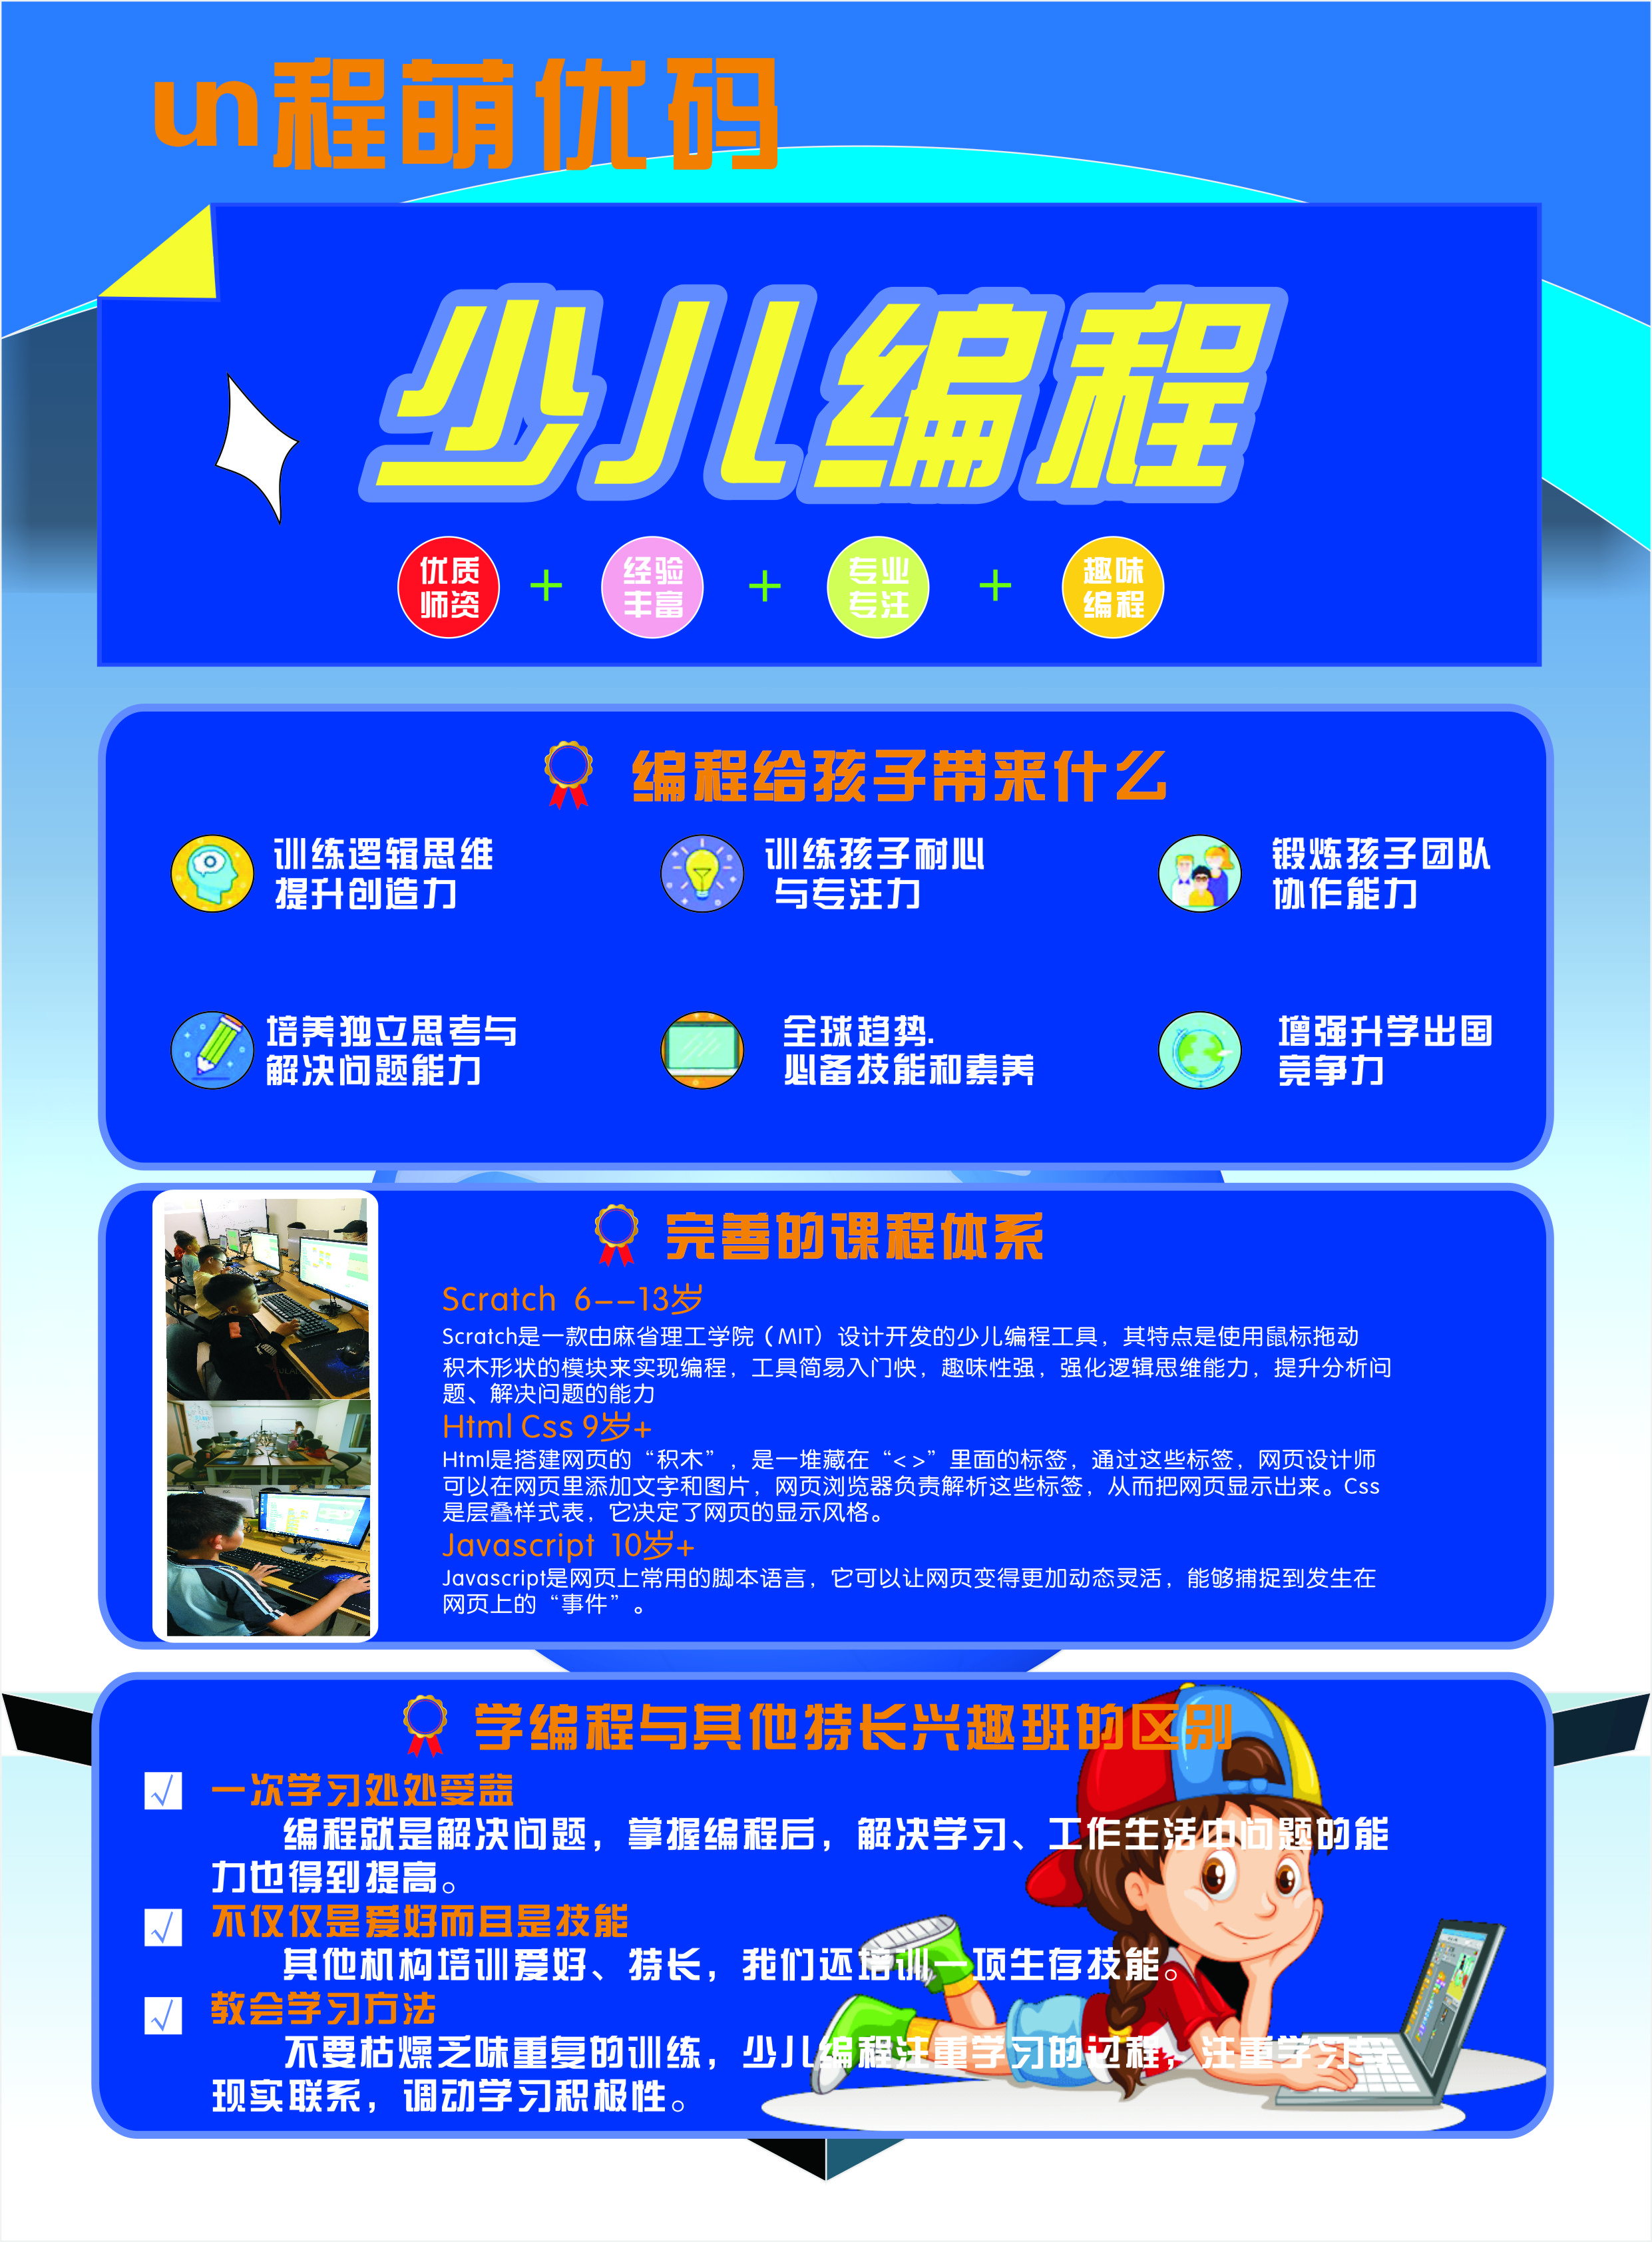 un程萌优码
少儿编程
优质
师资
+
经验
丰富
+
专业
专注
+
趣味
编程
编程给孩子带来什么
训练逻辑思维
提升创造力
训练孩子耐心
与专注力
锻炼孩子团队
协作能力
培养独立思考与
解决问题能力
全球趋势.
必备技能和素养
增强升学出国
竞争力
完善的课程体系
Scratch 6--13岁
Scratch是一款由麻省理工学院（MIT）设计开发的少儿编程工具，其特点是使用鼠标拖动
积木形状的模块来实现编程，工具简易入门快，趣味性强，强化逻辑思维能力，提升分析问
题、解决问题的能力
Html Css 9岁+
Html是搭建网页的“积木”，是一堆藏在“< >”里面的标签，通过这些标签，网页设计师
可以在网页里添加文字和图片，网页浏览器负责解析这些标签，从而把网页显示出来。Css
是层叠样式表，它决定了网页的显示风格。
Javascript 10岁+
Javascript是网页上常用的脚本语言，它可以让网页变得更加动态灵活，能够捕捉到发生在
网页上的“事件”。
学编程与其他特长兴趣班的区别
一次学习处处受益
编程就是解决问题，掌握编程后，解决学习、工作生活中问题的能
力也得到提高。
不仅仅是爱好而且是技能
其他机构培训爱好、特长，我们还培训一项生存技能。
教会学习方法
不要枯燥乏味重复的训练，少儿编程注重学习的过程，注重学习与
现实联系，调动学习积极性。